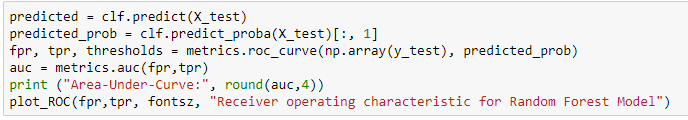 predicted = clf.predict(X_test)
predicted_prob = clf.predict_proba(X_test)[:, 1]
fpr, tpr, thresholds = metrics.roc_curve(np.array(y_test), predicted_prob)
auc = metrics.auc(fpr,tpr)
print ("Area-Under-Curve:", round(auc,4))
plot_ROC(fpr,tpr, fontsz, "Receiver operating characteristic for Random Forest Model")